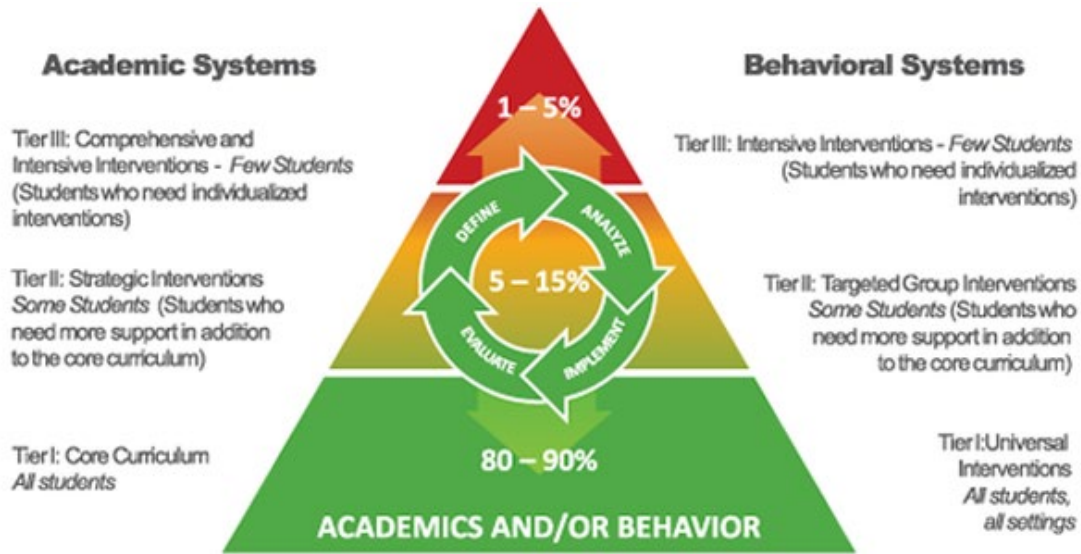 Academic Systems
Tier III: Comprehensive and
Intensive Interventions - Few Students
(Students who need individualized
interventions)
Tier II: Strategic Interventions
Some Students (Students who
need more support in addition
to the core curriculum)
Tier I: Core Curriculum
All students
1 – 5%
DEFINE
ANALYZE
5 – 15%
EVALUATE
IMPLEMENT
80 – 90%
ACADEMICS AND/OR BEHAVIOR
Behavioral Systems
Tier III: Intensive Interventions - Few Students
(Students who need individualized
interventions)
Tier II: Targeted Group Interventions
Some Students (Students who
need more support in addition
to the core curriculum)
Tier I:Universal
Interventions
All students,
all settings